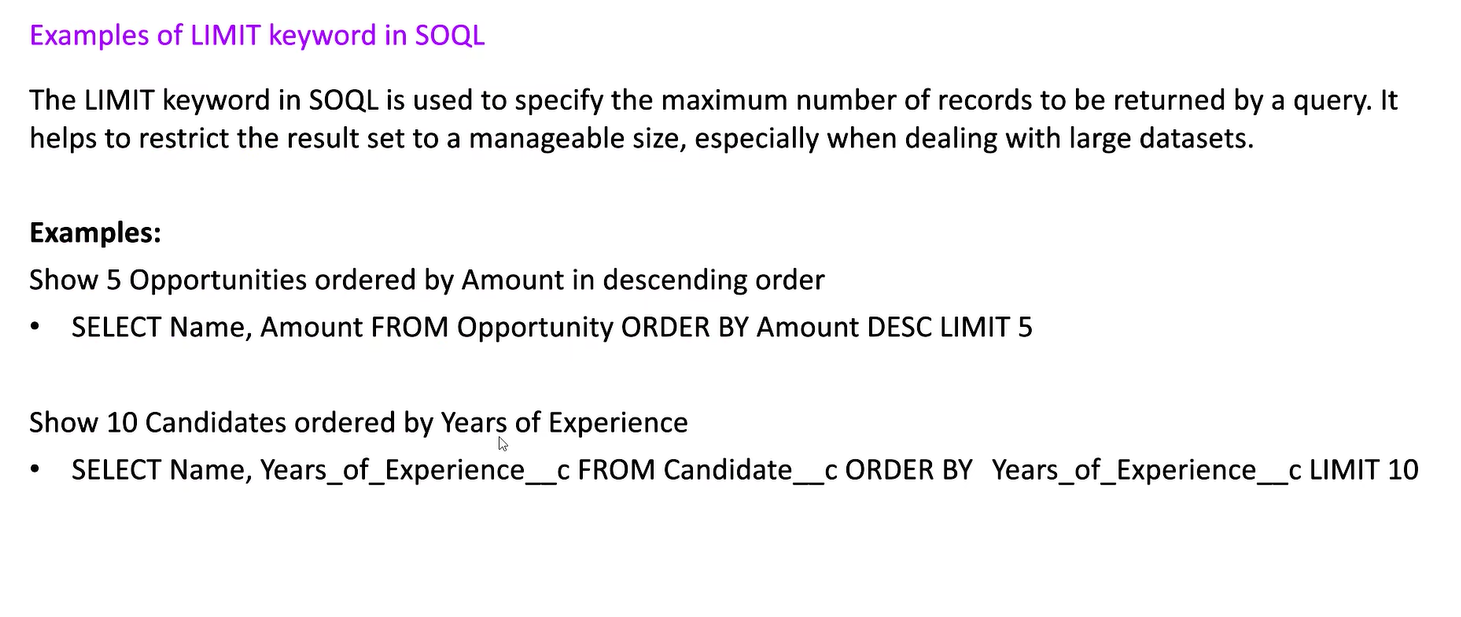 Examples of LIMIT keyword in SOQL
The LIMIT keyword in SOQL is used to specify the maximum number of records to be returned by a query. It
helps to restrict the result set to a manageable size, especially when dealing with large datasets.
Examples:
Show 5 Opportunities ordered by Amount in descending order
• SELECT Name, Amount FROM Opportunity ORDER BY Amount DESC LIMIT 5
Show 10 Candidates ordered by Years of Experience
• SELECT Name, Years_of_Experience__c FROM Candidate__c ORDER BY Years_of_Experience__c LIMIT 10